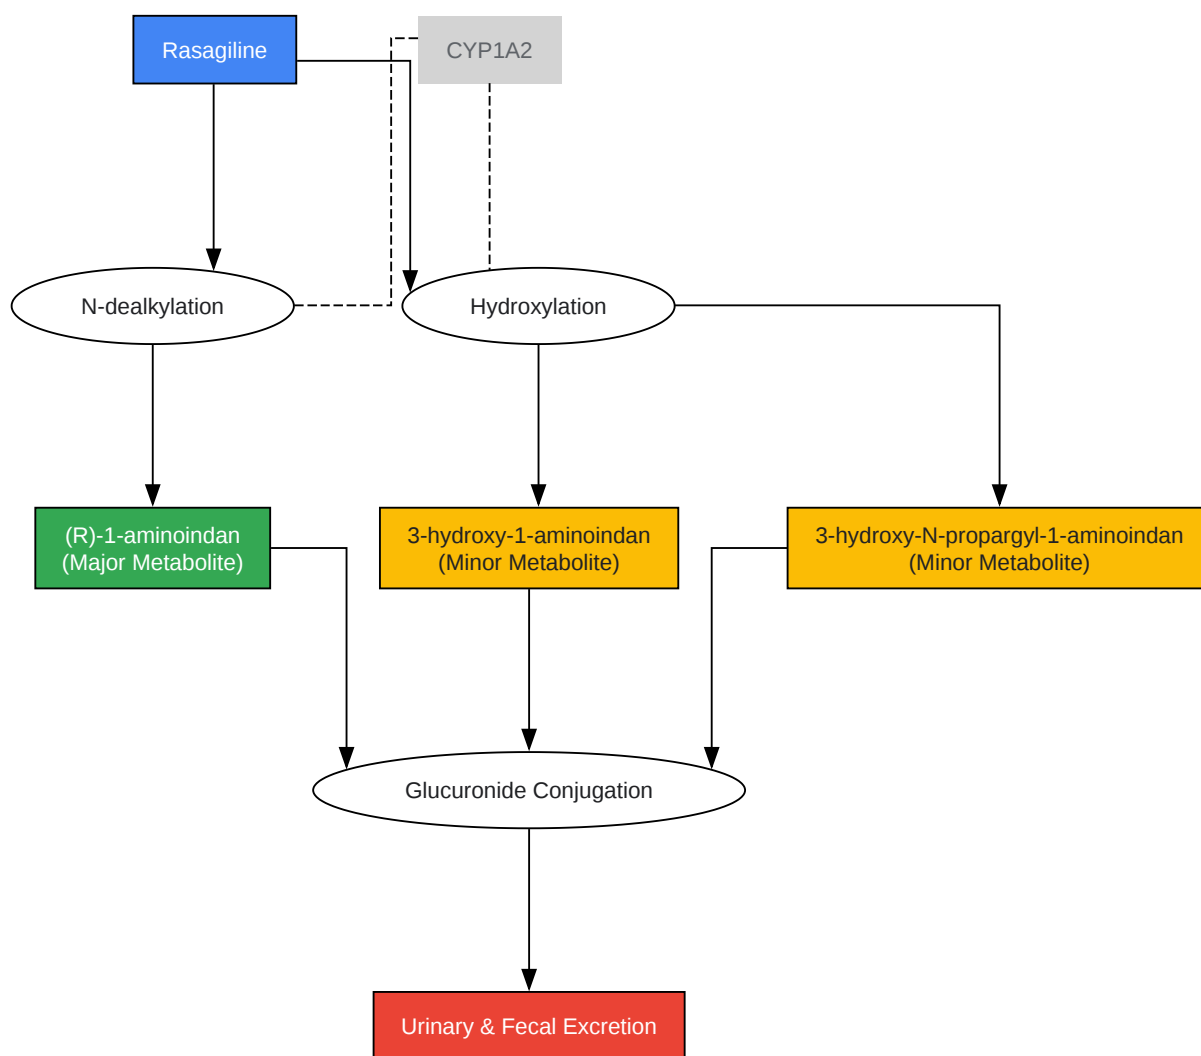 Rasagiline
CYP1A2
N-dealkylation
Hydroxylation
(R)-1-aminoindan
(Major Metabolite)
3-hydroxy-1-aminoindan
(Minor Metabolite)
3-hydroxy-N-propargyl-1-aminoindan
(Minor Metabolite)
Glucuronide Conjugation
Urinary & Fecal Excretion